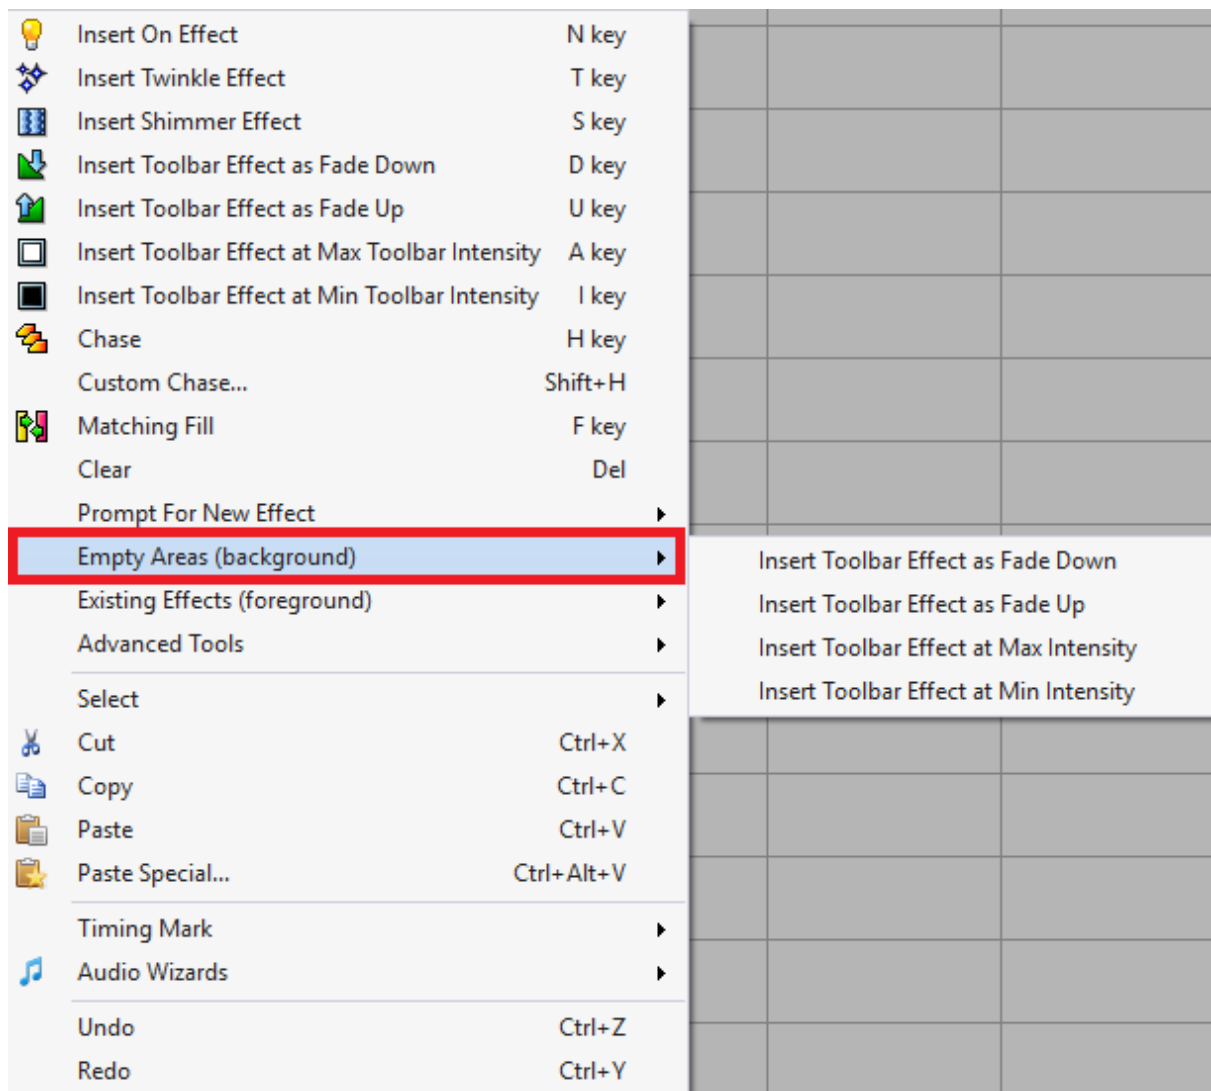 Insert On Effect N key
Insert Twinkle Effect T key
Insert Shimmer Effect S key
Insert Toolbar Effect as Fade Down D key
Insert Toolbar Effect as Fade Up U key
Insert Toolbar Effect at Max Toolbar Intensity A key
Insert Toolbar Effect at Min Toolbar Intensity I key
Chase H key
Custom Chase... Shift+H
Matching Fill F key
Clear Del
Prompt For New Effect
Empty Areas (background)
Insert Toolbar Effect as Fade Down
Insert Toolbar Effect as Fade Up
Insert Toolbar Effect at Max Intensity
Insert Toolbar Effect at Min Intensity
Existing Effects (foreground)
Advanced Tools
Select
Cut Ctrl+X
Copy Ctrl+C
Paste Ctrl+V
Paste Special... Ctrl+Alt+V
Timing Mark
Audio Wizards
Undo Ctrl+Z
Redo Ctrl+Y